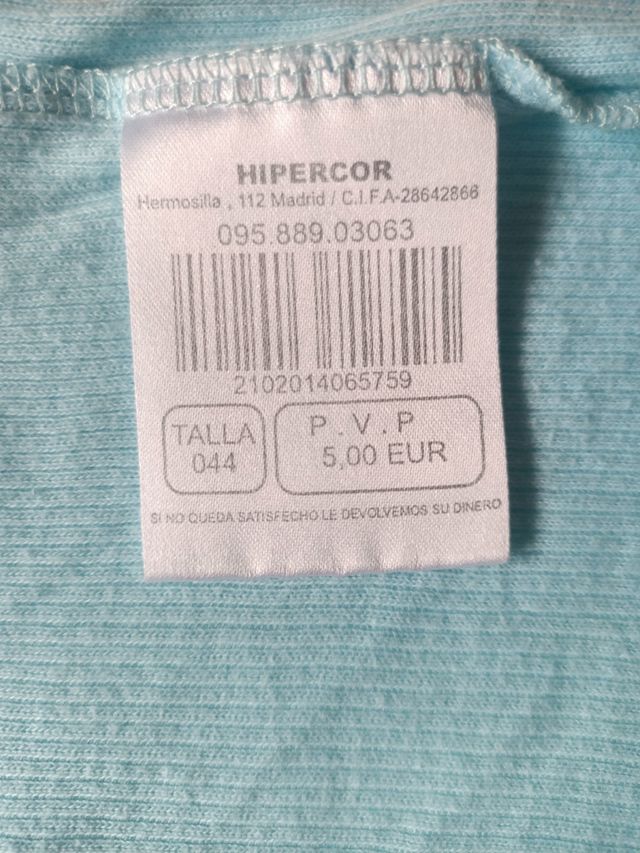 HIPERCOR
Hermosilla , 112 Madrid / C.I.F.A-28642866
095.889.03063
2102014065759
TALLA
044
P . V . P
5,00 EUR
SI NO QUEDA SATISFECHO LE DEVOLVEMOS SU DINERO